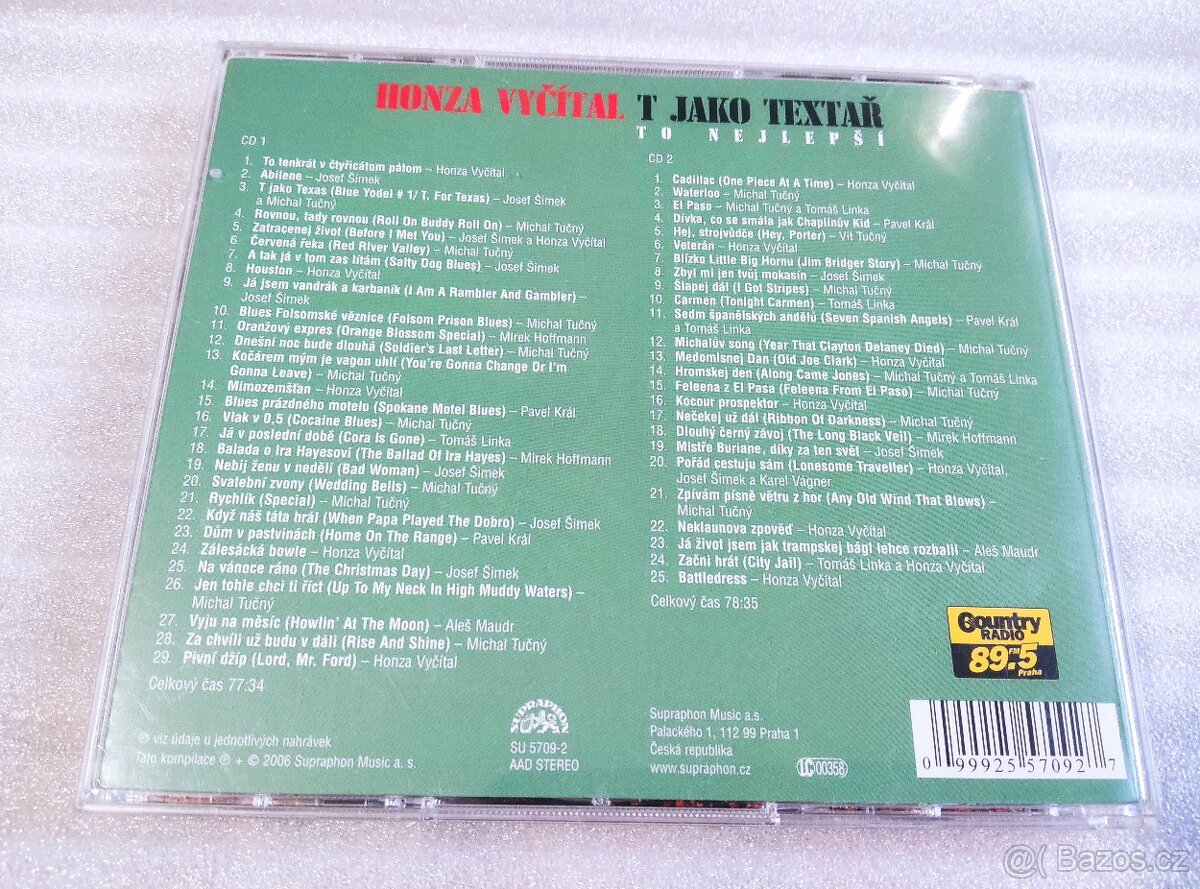 HONZA VYČÍTAL T JAKO TEXTAŘ
TO NEJLEPŠÍ
CD 1
1. To tenkrát v čtyřicátom pátom – Honza Vyčítal
2. Abilene – Josef Šimek
3. T jako Texas (Blue Yodel # 1/ T. For Texas) – Josef Šimek
a Michal Tučný
4. Rovnou, tady rovnou (Roll On Buddy Roll On) – Michal Tučný
5. Zatracenej život (Before I Met You) – Josef Šimek a Honza Vyčítal
6. Červená řeka (Red River Valley) – Michal Tučný
7. A tak já v tom zas lítám (Salty Dog Blues) – Josef Šimek
8. Houston – Honza Vyčítal
9. Já jsem vandrák a karbaník (I Am A Rambler And Gambler) –
Josef Šimek
10. Blues Folsomské věznice (Folsom Prison Blues) – Michal Tučný
11. Oranžový expres (Orange Blossom Special) – Mirek Hoffmann
12. Dnešní noc bude dlouhá (Soldier's Last Letter) – Michal Tučný
13. Kočárem mým je vagon uhlí (You're Gonna Change Or I'm
Gonna Leave) – Michal Tučný
14. Mimozemšťan – Honza Vyčítal
15. Blues prázdného motelu (Spokane Motel Blues) – Pavel Král
16. Vlak v 0,5 (Cocaine Blues) – Michal Tučný
17. Já v poslední době (Cora Is Gone) – Tomáš Linka
18. Balada o Ira Hayesovi (The Ballad Of Ira Hayes) – Mirek Hoffmann
19. Nebij ženu v neděli (Bad Woman) – Josef Šimek
20. Svatební zvony (Wedding Bells) – Michal Tučný
21. Rychlík (Special) – Michal Tučný
22. Když náš táta hrál (When Papa Played The Dobro) – Josef Šimek
23. Dům v pastvinách (Home On The Range) – Pavel Král
24. Zálesácká bowle – Honza Vyčítal
25. Na vánoce ráno (The Christmas Day) – Josef Šimek
26. Jen tohle chci ti říct (Up To My Neck In High Muddy Waters) –
Michal Tučný
27. Vyju na měsíc (Howlin' At The Moon) – Aleš Maudr
28. Za chvíli už budu v dáli (Rise And Shine) – Michal Tučný
29. Pivní džíp (Lord, Mr. Ford) – Honza Vyčítal
Celkový čas 77:34
CD 2
1. Cadillac (One Piece At A Time) – Honza Vyčítal
2. Waterloo – Michal Tučný
3. El Paso – Michal Tučný a Tomáš Linka
4. Dívka, co se smála jak Chaplinův Kid – Pavel Král
5. Hej, strojvůdče (Hey, Porter) – Vít Tučný
6. Veterán – Honza Vyčítal
7. Blízko Little Big Hornu (Jim Bridger Story) – Michal Tučný
8. Zbyl mi jen tvůj mokasín – Josef Šimek
9. Šlapej dál (I Got Stripes) – Michal Tučný
10. Carmen (Tonight Carmen) – Tomáš Linka
11. Sedm španělských andělů (Seven Spanish Angels) – Pavel Král
a Tomáš Linka
12. Michalův song (Year That Clayton Delaney Died) – Michal Tučný
13. Medomlsnej Dan (Old Joe Clark) – Honza Vyčítal
14. Hromskej den (Along Came Jones) – Michal Tučný a Tomáš Linka
15. Feleena z El Pasa (Feleena From El Paso) – Michal Tučný
16. Kocour prospektor – Honza Vyčítal
17. Nečekej už dál (Ribbon Of Darkness) – Michal Tučný
18. Dlouhý černý závoj (The Long Black Veil) – Mirek Hoffmann
19. Mistře Buriane, díky za ten svět – Josef Šimek
20. Pořád cestuju sám (Lonesome Traveller) – Honza Vyčítal,
Josef Šimek a Karel Vágner
21. Zpívám písně větru z hor (Any Old Wind That Blows) –
Michal Tučný
22. Neklaunova zpověď – Honza Vyčítal
23. Já život jsem jak trampskej bágl lehce rozbalil – Aleš Maudr
24. Začni hrát (City Jail) – Tomáš Linka a Honza Vyčítal
25. Battledress – Honza Vyčítal
Celkový čas 78:35
Country
RADIO
89.5 FM
Praha
℗ viz údaje u jednotlivých nahrávek
Tato kompilace ℗ + © 2006 Supraphon Music a. s.
SUPRAPHON
SU 5709-2
AAD STEREO
Supraphon Music a.s.
Palackého 1, 112 99 Praha 1
Česká republika
www.supraphon.cz
LC 00358
0 99925 57092 7
@( Bazos.cz